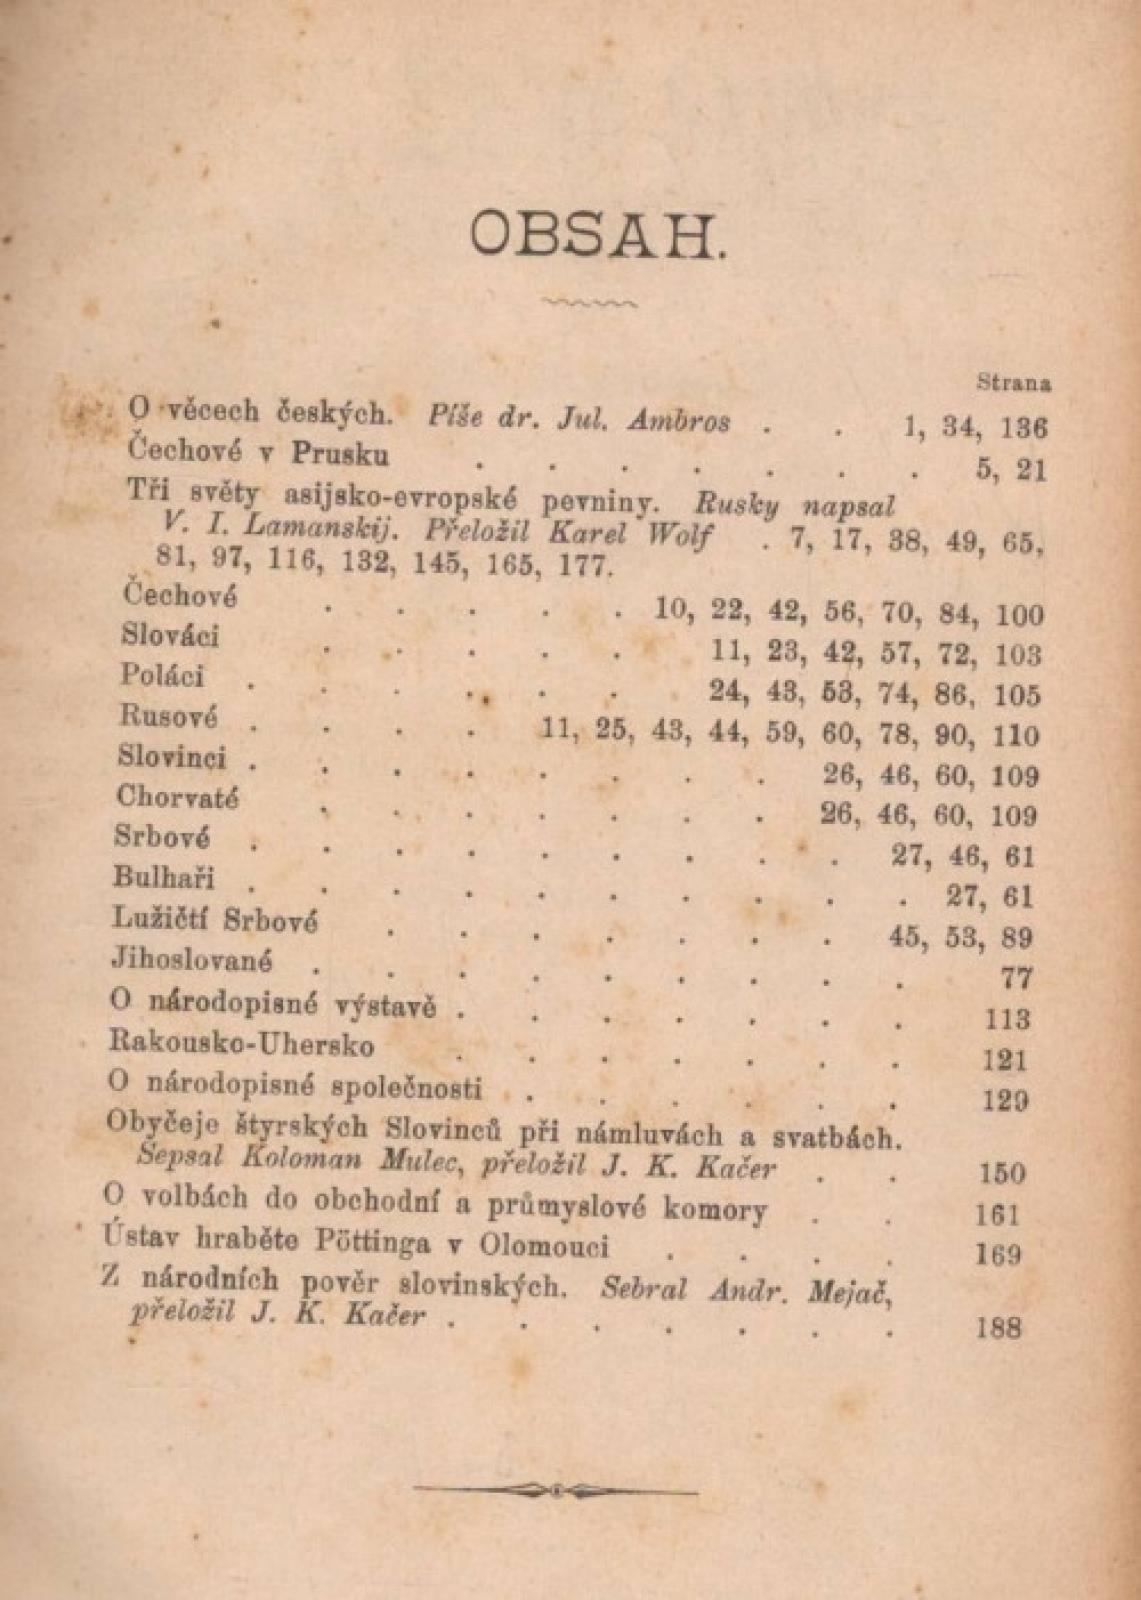 OBSAH.
Strana
O věcech českých. Píše dr. Jul. Ambros . . 1, 34, 136
Čechové v Prusku . . . . . . . 5, 21
Tři světy asijsko-evropské pevniny. Rusky napsal
V. I. Lamanskij. Přeložil Karel Wolf . 7, 17, 38, 49, 65,
81, 97, 116, 132, 145, 165, 177.
Čechové . . . . . 10, 22, 42, 56, 70, 84, 100
Slováci . . . . . 11, 23, 42, 57, 72, 103
Poláci . . . . . . 24, 43, 53, 74, 86, 105
Rusové . . . . 11, 25, 43, 44, 59, 60, 78, 90, 110
Slovinci . . . . . . . . 26, 46, 60, 109
Chorvaté . . . . . . . 26, 46, 60, 109
Srbové . . . . . . . . . 27, 46, 61
Bulhaři . . . . . . . . . . 27, 61
Lužičtí Srbové . . . . . . . 45, 53, 89
Jihoslované . . . . . . . . . 77
O národopisné výstavě . . . . . . . 113
Rakousko-Uhersko . . . . . . . 121
O národopisné společnosti . . . . . . 129
Obyčeje štyrských Slovinců při námluvách a svatbách.
Sepsal Koloman Mulec, přeložil J. K. Kačer . . 150
O volbách do obchodní a průmyslové komory . . 161
Ústav hraběte Pöttinga v Olomouci . . . . 169
Z národních pověr slovinských. Sebral Andr. Mejač,
přeložil J. K. Kačer . . . . . . . 188